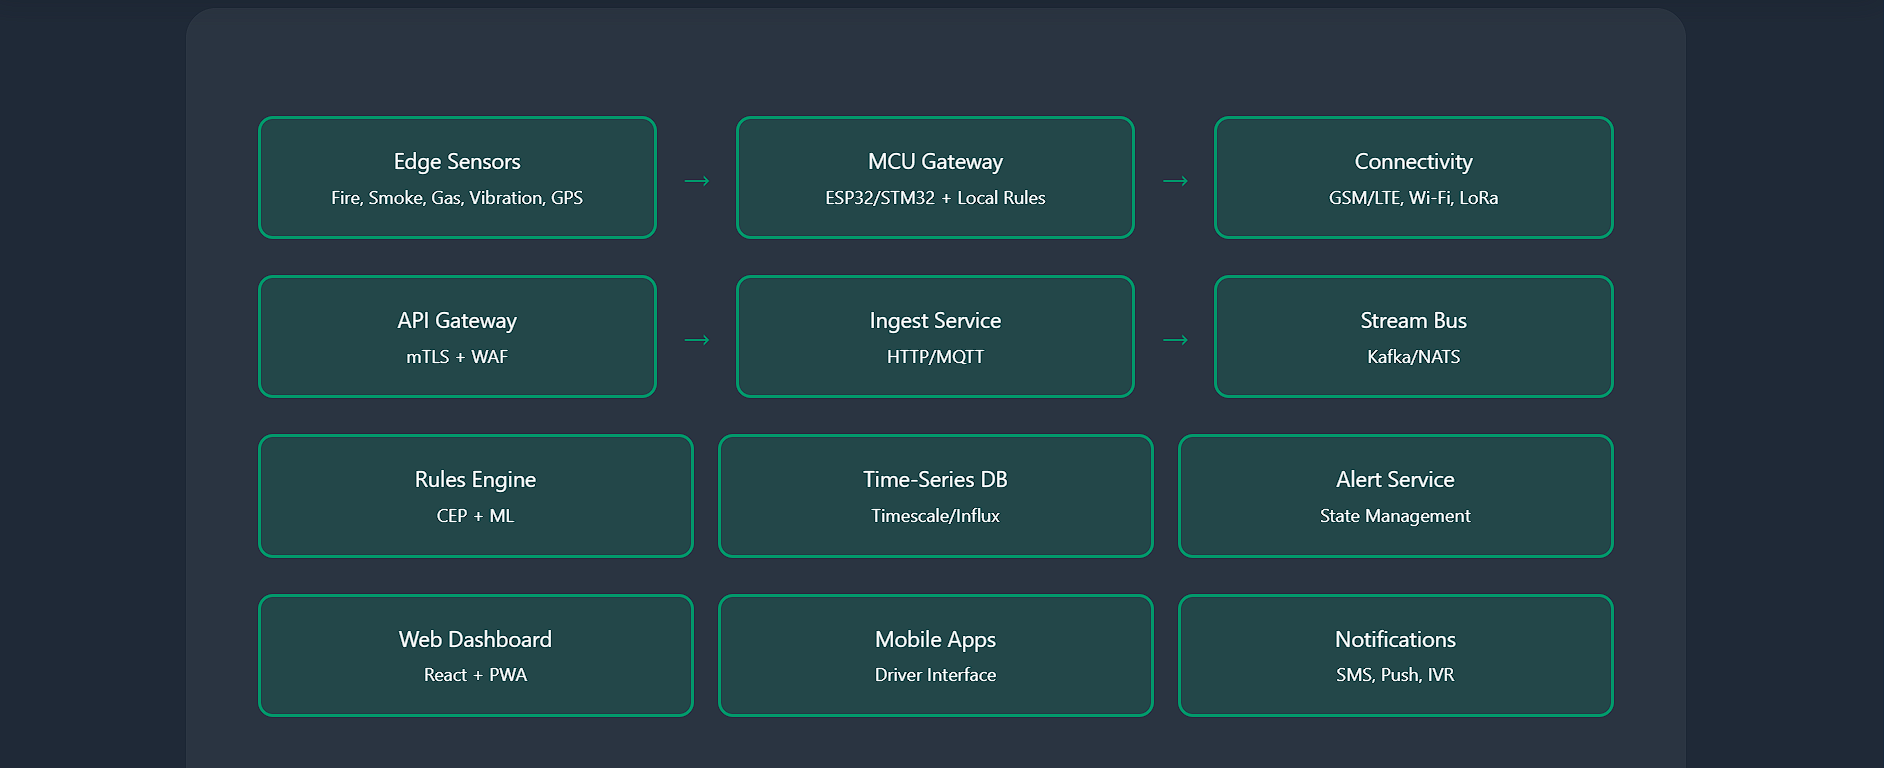 Edge Sensors
Fire, Smoke, Gas, Vibration, GPS
→
MCU Gateway
ESP32/STM32 + Local Rules
→
Connectivity
GSM/LTE, Wi-Fi, LoRa
API Gateway
mTLS + WAF
→
Ingest Service
HTTP/MQTT
→
Stream Bus
Kafka/NATS
Rules Engine
CEP + ML
Time-Series DB
Timescale/Influx
Alert Service
State Management
Web Dashboard
React + PWA
Mobile Apps
Driver Interface
Notifications
SMS, Push, IVR